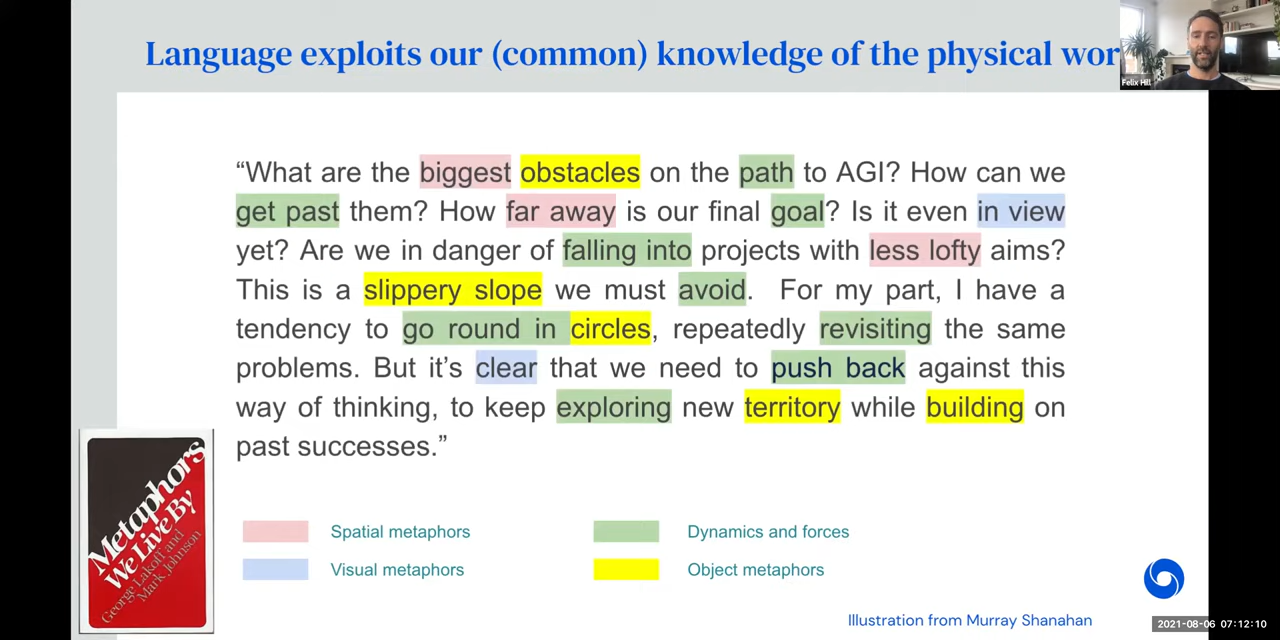 Language exploits our (common) knowledge of the physical wor
Felix Hill
“What are the biggest obstacles on the path to AGI? How can we
get past them? How far away is our final goal? Is it even in view
yet? Are we in danger of falling into projects with less lofty aims?
This is a slippery slope we must avoid. For my part, I have a
tendency to go round in circles, repeatedly revisiting the same
problems. But it’s clear that we need to push back against this
way of thinking, to keep exploring new territory while building on
past successes.”
Metaphors
We Live By
George Lakoff and
Mark Johnson
Spatial metaphors
Dynamics and forces
Visual metaphors
Object metaphors
Illustration from Murray Shanahan
2021-08-06 07:12:10